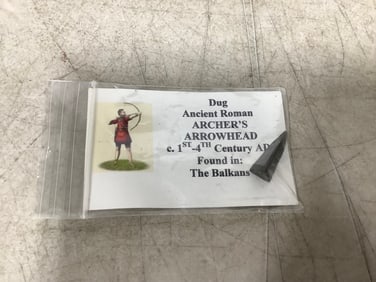 Dug
Ancient Roman
ARCHER'S
ARROWHEAD
c. 1ST-4TH Century AD
Found in:
The Balkans